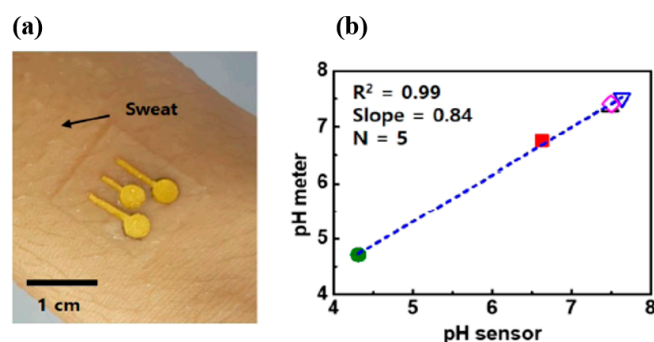 (a)
(b)
Sweat
1 cm
R² = 0.99
Slope = 0.84
N = 5
pH meter
8
7
6
5
4
4
5
6
7
8
pH sensor